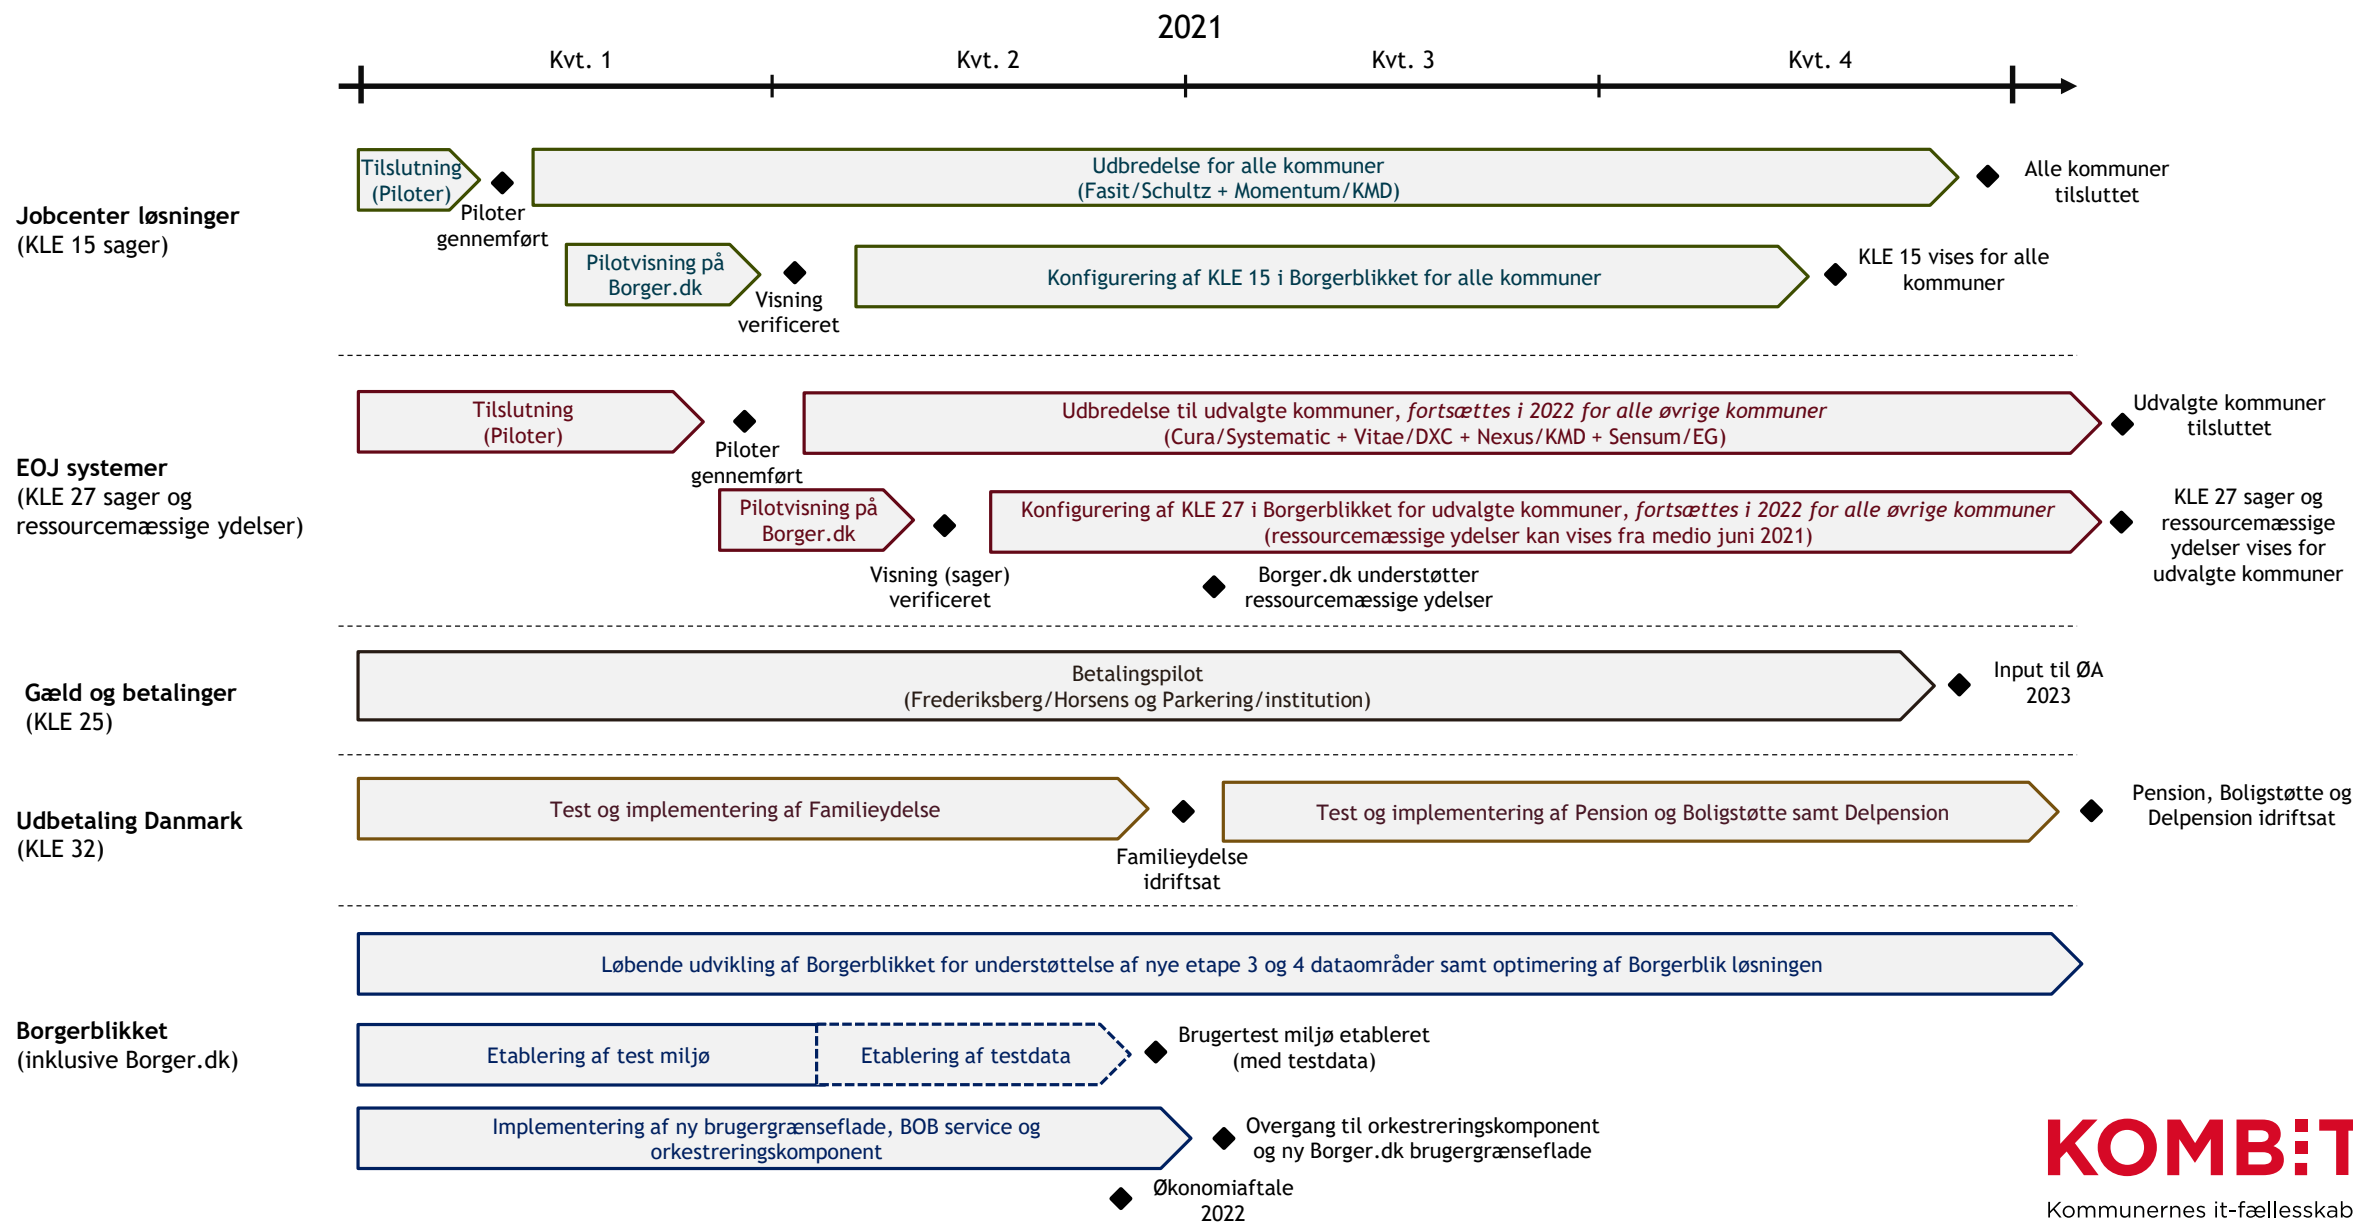 2021
Kvt. 1
Kvt. 2
Kvt. 3
Kvt. 4
Jobcenter løsninger
(KLE 15 sager)
Tilslutning
(Piloter)
Piloter
gennemført
Udbredelse for alle kommuner
(Fasit/Schultz + Momentum/KMD)
Alle kommuner
tilsluttet
Pilotvisning på
Borger.dk
Visning
verificeret
Konfigurering af KLE 15 i Borgerblikket for alle kommuner
KLE 15 vises for alle
kommuner
EOJ systemer
(KLE 27 sager og
ressourcemæssige ydelser)
Tilslutning
(Piloter)
Piloter
gennemført
Udbredelse til udvalgte kommuner, fortsættes i 2022 for alle øvrige kommuner
(Cura/Systematic + Vitae/DXC + Nexus/KMD + Sensum/EG)
Udvalgte kommuner
tilsluttet
Pilotvisning på
Borger.dk
Visning (sager)
verificeret
Konfigurering af KLE 27 i Borgerblikket for udvalgte kommuner, fortsættes i 2022 for alle øvrige kommuner
(ressourcemæssige ydelser kan vises fra medio juni 2021)
KLE 27 sager og
ressourcemæssige
ydelser vises for
udvalgte kommuner
Borger.dk understøtter
ressourcemæssige ydelser
Gæld og betalinger
(KLE 25)
Betalingspilot
(Frederiksberg/Horsens og Parkering/institution)
Input til ØA
2023
Udbetaling Danmark
(KLE 32)
Test og implementering af Familieydelse
Familieydelse
idriftsat
Test og implementering af Pension og Boligstøtte samt Delpension
Pension, Boligstøtte og
Delpension idriftsat
Borgerblikket
(inklusive Borger.dk)
Løbende udvikling af Borgerblikket for understøttelse af nye etape 3 og 4 dataområder samt optimering af Borgerblik løsningen
Etablering af test miljø
Etablering af testdata
Brugertest miljø etableret
(med testdata)
Implementering af ny brugergrænseflade, BOB service og
orkestreringskomponent
Overgang til orkestreringskomponent
og ny Borger.dk brugergrænseflade
Økonomiaftale
2022
KOMBIT
Kommunernes it-fællesskab